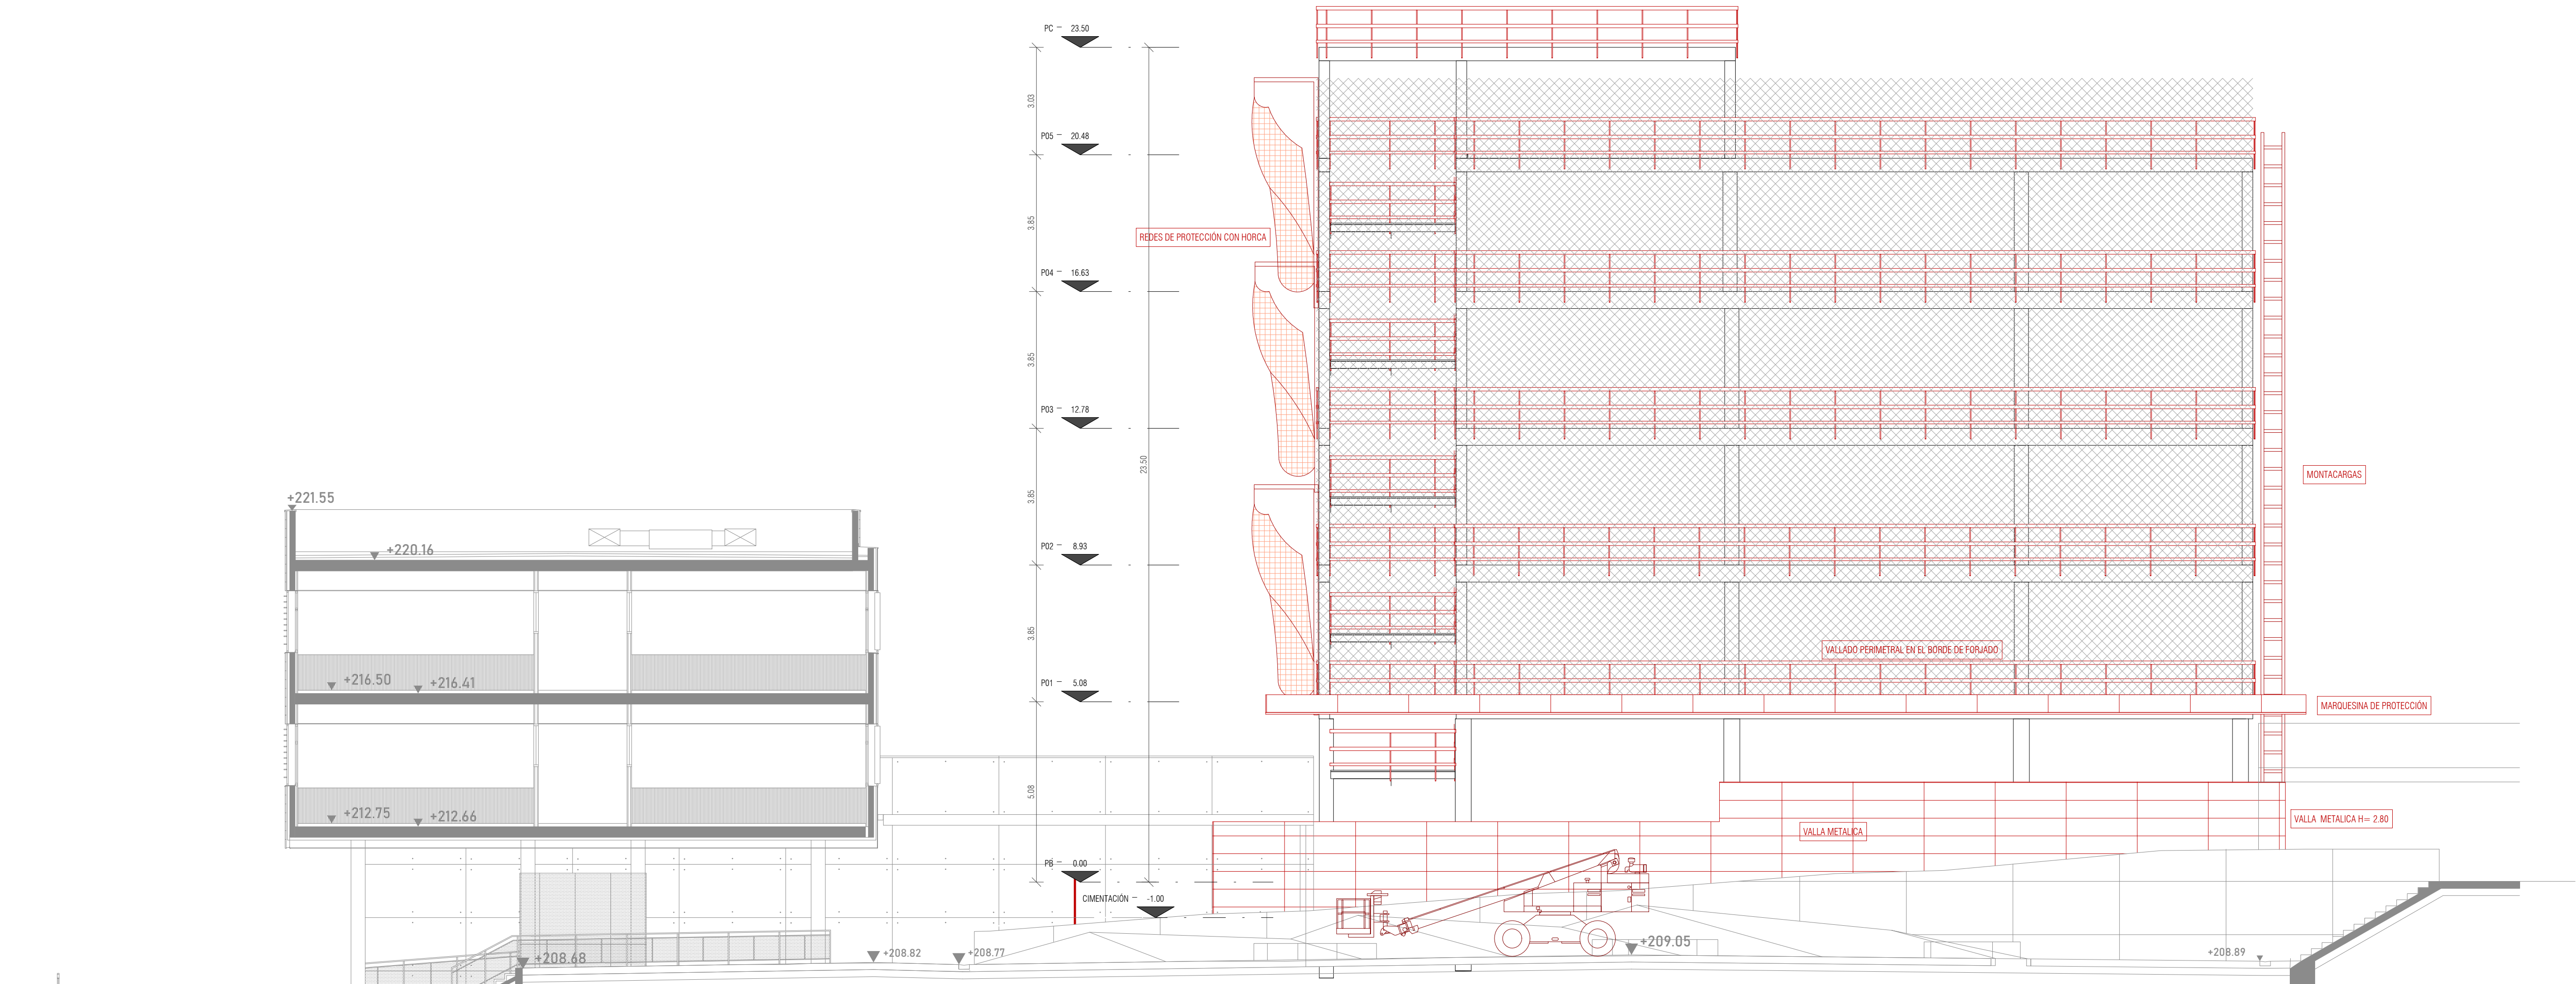 PC 23.50
3.03
P05 20.48
3.85
REDES DE PROTECCIÓN CON HORCA
P04 16.63
3.85
P03 12.78
23.50
MONTACARGAS
3.85
+221.55
P02 8.93
+220.16
3.85
VALLADO PERIMETRAL EN EL BORDE DE FORJADO
+216.50
+216.41
P01 5.08
MARQUESINA DE PROTECCIÓN
5.08
+212.75
+212.66
VALLA METALICA H= 2.80
VALLA METALICA
PB 0.00
CIMENTACIÓN -1.00
+209.05
+208.82
+208.77
+208.89
+208.68